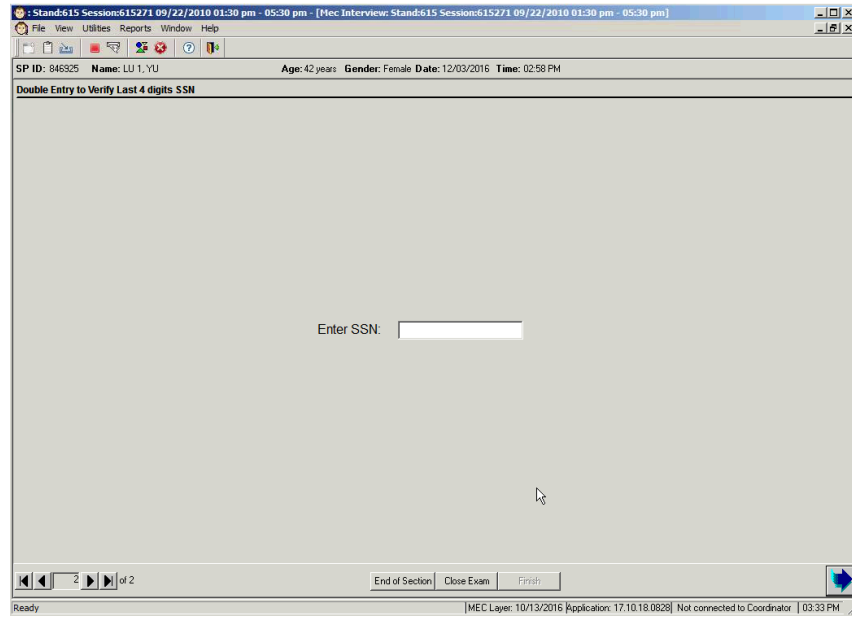 : Stand:615 Session:615271 09/22/2010 01:30 pm - 05:30 pm - [Mec Interview: Stand:615 Session:615271 09/22/2010 01:30 pm - 05:30 pm]
File View Utilities Reports Window Help
SP ID: 846925 Name: LU 1, YU Age: 42 years Gender: Female Date: 12/03/2016 Time: 02:58 PM
Double Entry to Verify Last 4 digits SSN
Enter SSN:
2 of 2 End of Section Close Exam Finish
Ready MEC Layer: 10/13/2016 Application: 17.10.18.0828 Not connected to Coordinator 03:33 PM